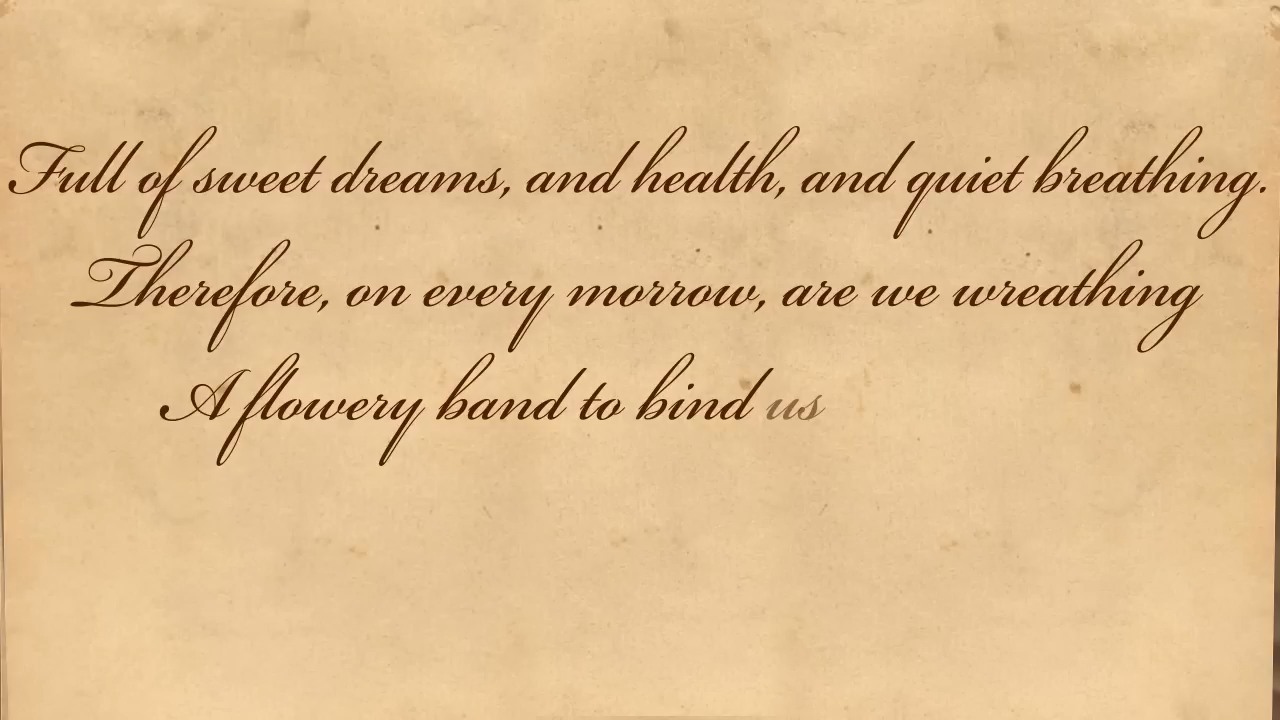 Full of sweet dreams, and health, and quiet breathing.
Therefore, on every morrow, are we wreathing
A flowery band to bind us